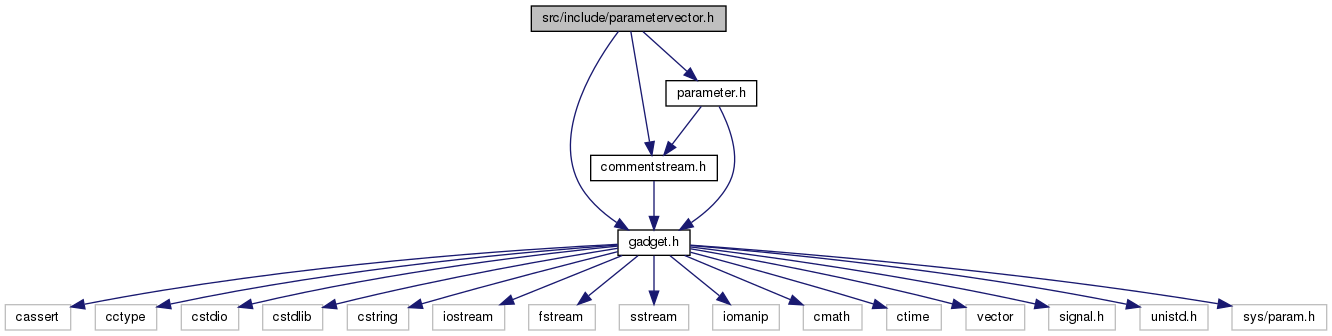 src/include/parametervector.h
parameter.h
commentstream.h
gadget.h
cassert
cctype
cstdio
cstdlib
cstring
iostream
fstream
sstream
iomanip
cmath
ctime
vector
signal.h
unistd.h
sys/param.h